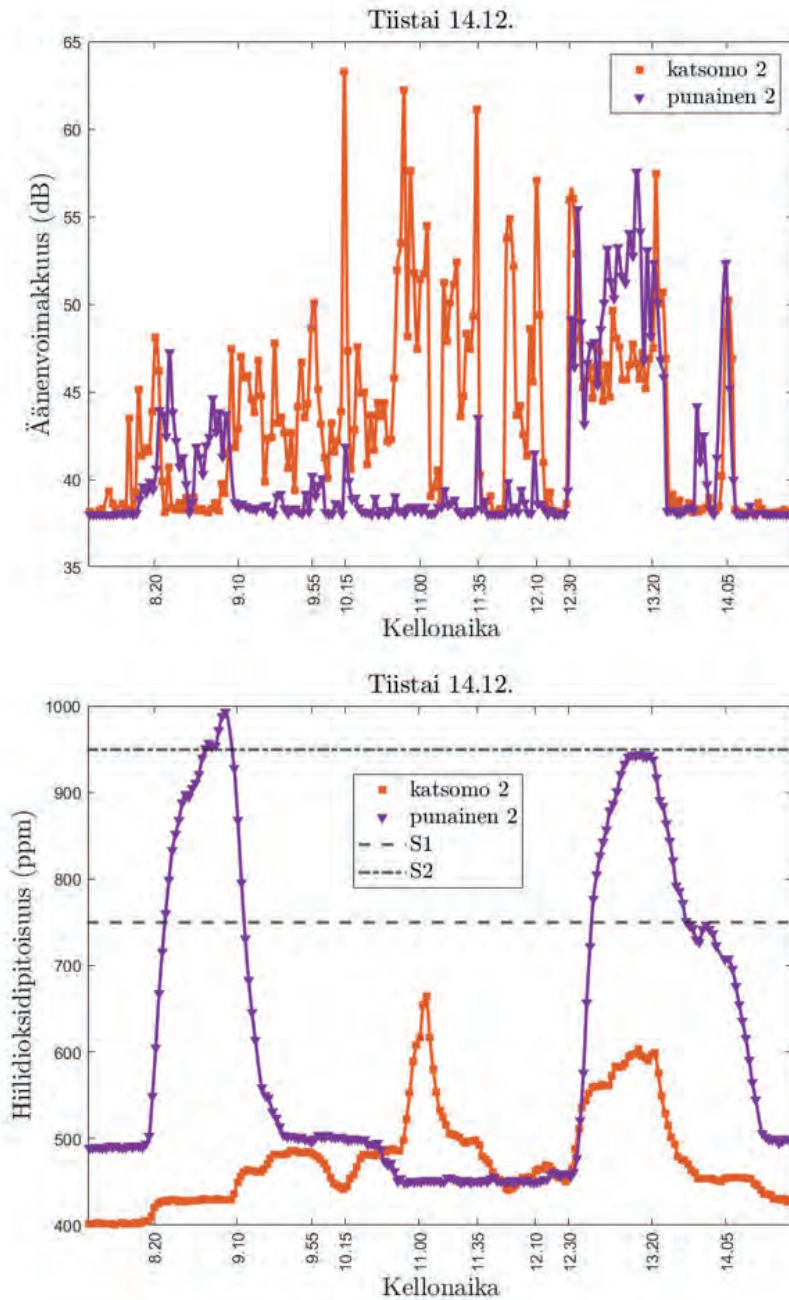 Tiistai 14.12.
65
60
55
50
45
40
35
Äänenvoimakkuus (dB)
katsomo 2
punainen 2
8.20
9.10
9.55
10.15
11.00
11.35
12.10
12.30
13.20
14.05
Kellonaika
Tiistai 14.12.
1000
900
800
700
600
500
400
Hiilidioksidipitoisuus (ppm)
katsomo 2
punainen 2
S1
S2
8.20
9.10
9.55
10.15
11.00
11.35
12.10
12.30
13.20
14.05
Kellonaika